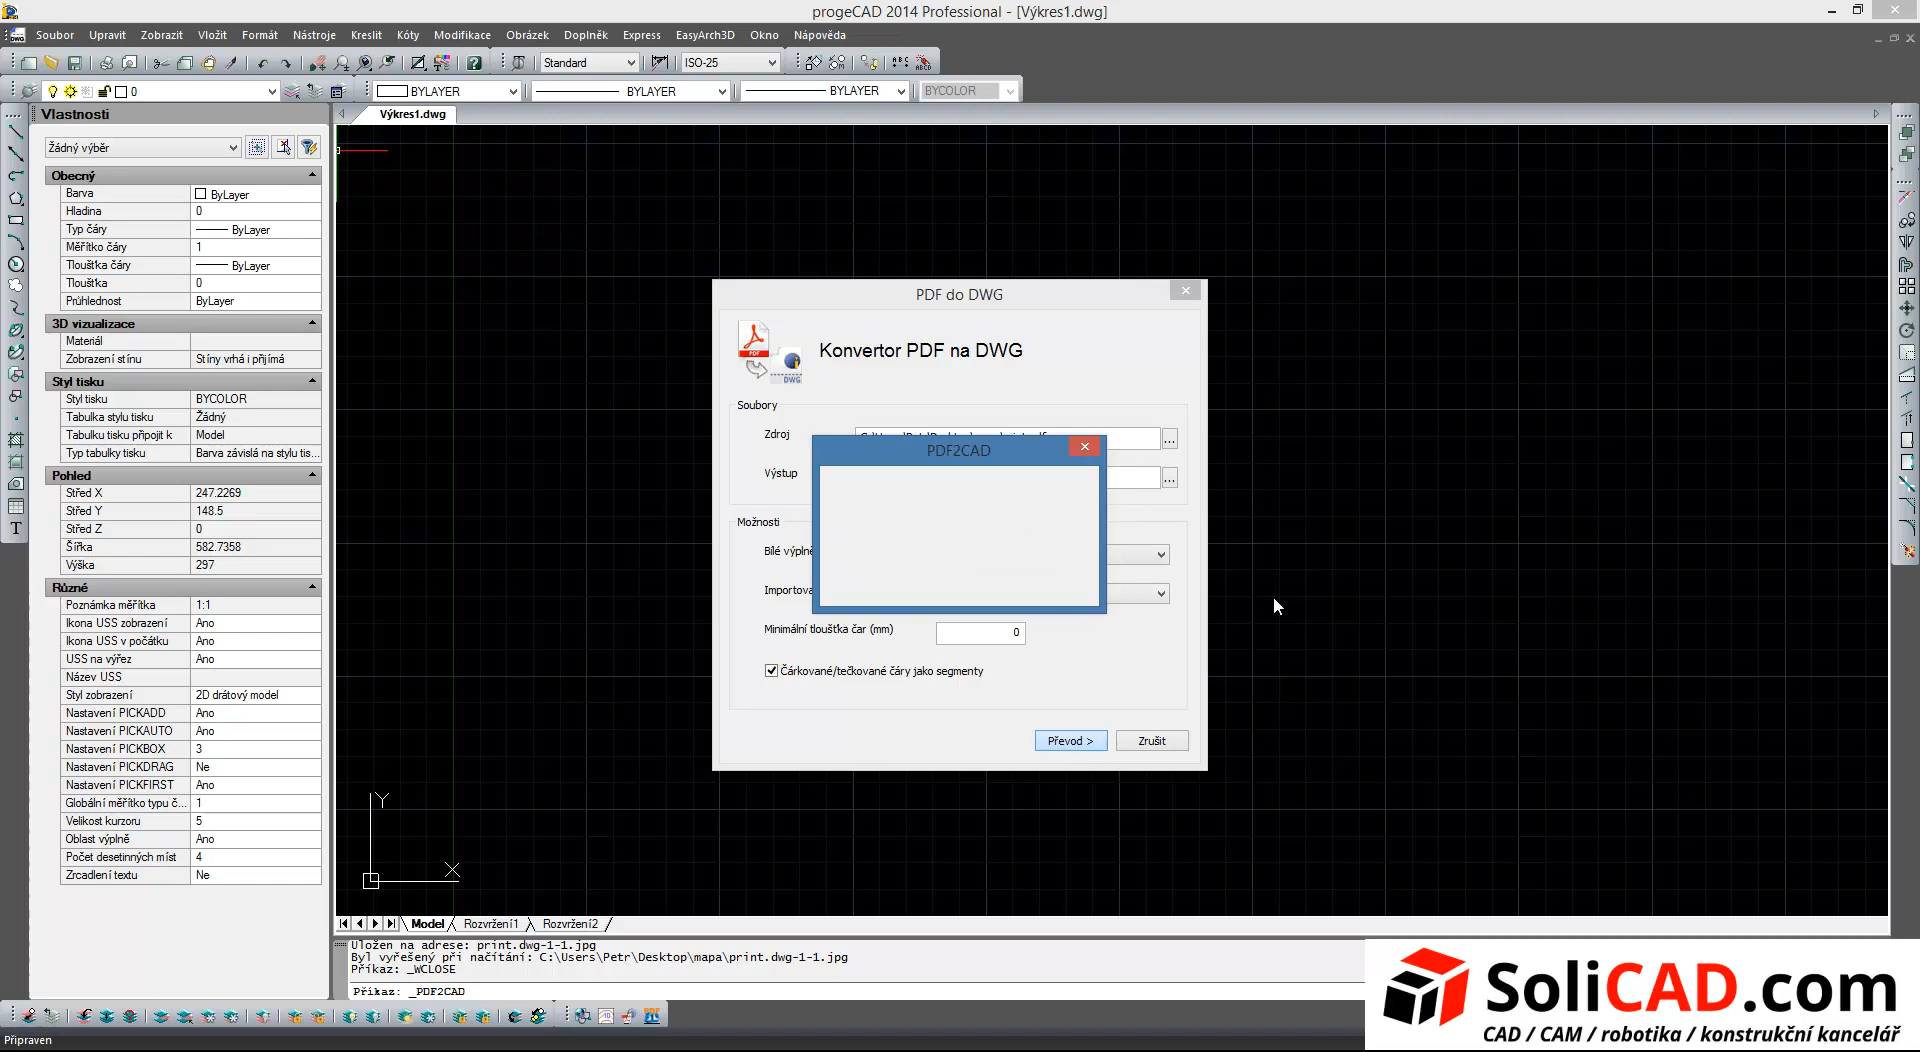 progeCAD 2014 Professional - [Výkres1.dwg]
Soubor Upravit Zobrazit Vložit Formát Nástroje Kreslit Kóty Modifikace Obrázek Doplněk Express EasyArch3D Okno Nápověda
Standard ISO-25
0 BYLAYER BYLAYER BYLAYER BYCOLOR
Vlastnosti
Výkres1.dwg
Žádný výběr
Obecný
Barva ByLayer
Hladina 0
Typ čáry ByLayer
Měřítko čáry 1
Tloušťka čáry ByLayer
Tloušťka 0
Průhlednost ByLayer
3D vizualizace
Materiál
Zobrazení stínu Stíny vrhá i přijímá
Styl tisku
Styl tisku BYCOLOR
Tabulka stylu tisku Žádný
Tabulku tisku připojit k Model
Typ tabulky tisku Barva závislá na stylu tis...
Pohled
Střed X 247.2269
Střed Y 148.5
Střed Z 0
Šířka 582.7358
Výška 297
Různé
Poznámka měřítka 1:1
Ikona USS zobrazení Ano
Ikona USS v počátku Ano
USS na výřez Ano
Název USS
Styl zobrazení 2D drátový model
Nastavení PICKADD Ano
Nastavení PICKAUTO Ano
Nastavení PICKBOX 3
Nastavení PICKDRAG Ne
Nastavení PICKFIRST Ano
Globální měřítko typu č... 1
Velikost kurzoru 5
Oblast výplně Ano
Počet desetinných míst 4
Zrcadlení textu Ne
PDF do DWG
PDF
DWG
Konvertor PDF na DWG
Soubory
Zdroj
...
PDF2CAD
Výstup
...
Možnosti
Bílé výplně
Importova
Minimální tloušťka čar (mm) 0
Čárkované/tečkované čáry jako segmenty
Převod > Zrušit
Y
X
Model Rozvržení1 Rozvržení2
Uložen na adrese: print.dwg-1-1.jpg
Byl vyřešený při načítání: C:\Users\Petr\Desktop\mapa\print.dwg-1-1.jpg
Příkaz: _WCLOSE
Příkaz: _PDF2CAD
Připraven
SoliCAD.com
CAD / CAM / robotika / konstrukční kancelář